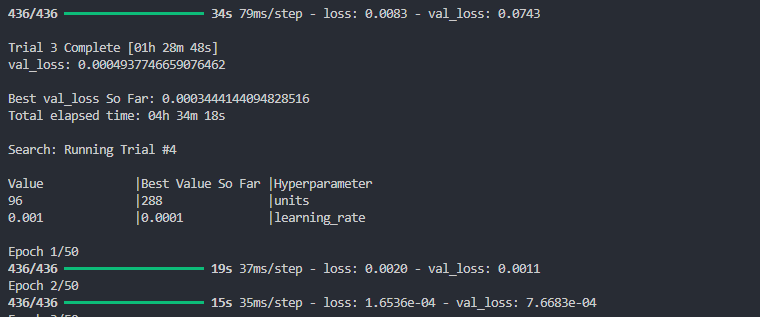 436/436 ━━━━━━━━━━━━━━━━━━━━ 34s 79ms/step - loss: 0.0083 - val_loss: 0.0743
Trial 3 Complete [01h 28m 48s]
val_loss: 0.0004937746659076462
Best val_loss So Far: 0.0003444144094828516
Total elapsed time: 04h 34m 18s
Search: Running Trial #4
Value |Best Value So Far |Hyperparameter
96 |288 |units
0.001 |0.0001 |learning_rate
Epoch 1/50
436/436 ━━━━━━━━━━━━━━━━━━━━ 19s 37ms/step - loss: 0.0020 - val_loss: 0.0011
Epoch 2/50
436/436 ━━━━━━━━━━━━━━━━━━━━ 15s 35ms/step - loss: 1.6536e-04 - val_loss: 7.6683e-04